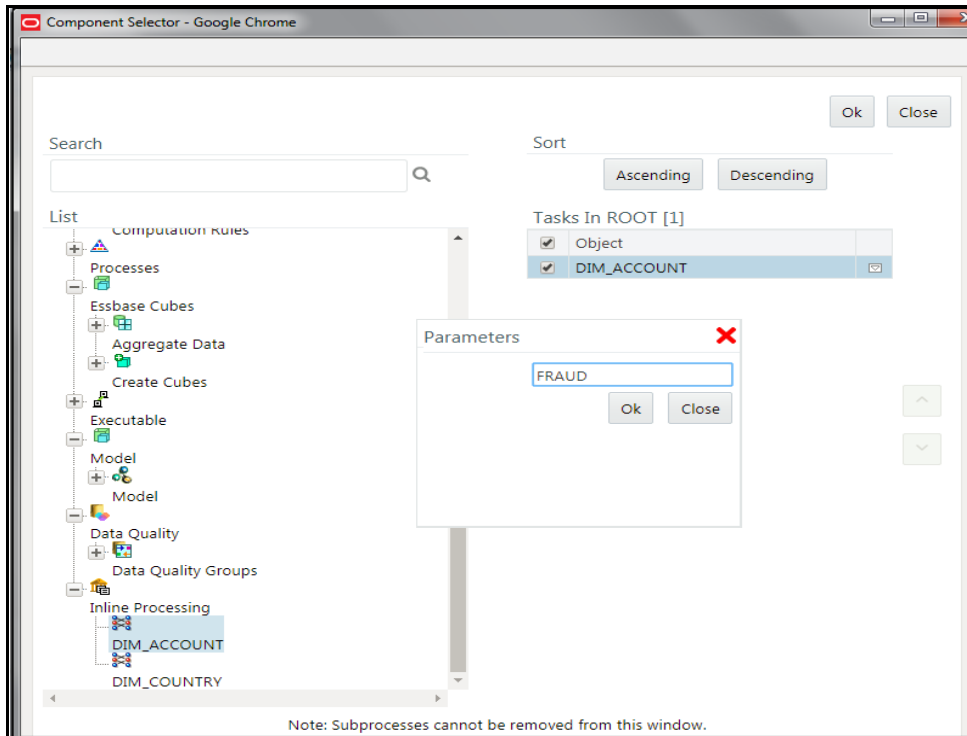 Component Selector - Google Chrome
Ok Close
Search
Sort
Ascending Descending
List
Tasks In ROOT [1]
Computation Rules
Object
Processes
DIM_ACCOUNT
Essbase Cubes
Aggregate Data
Create Cubes
Executable
Model
Model
Data Quality
Data Quality Groups
Inline Processing
DIM_ACCOUNT
DIM_COUNTRY
Parameters
FRAUD
Ok Close
Note: Subprocesses cannot be removed from this window.